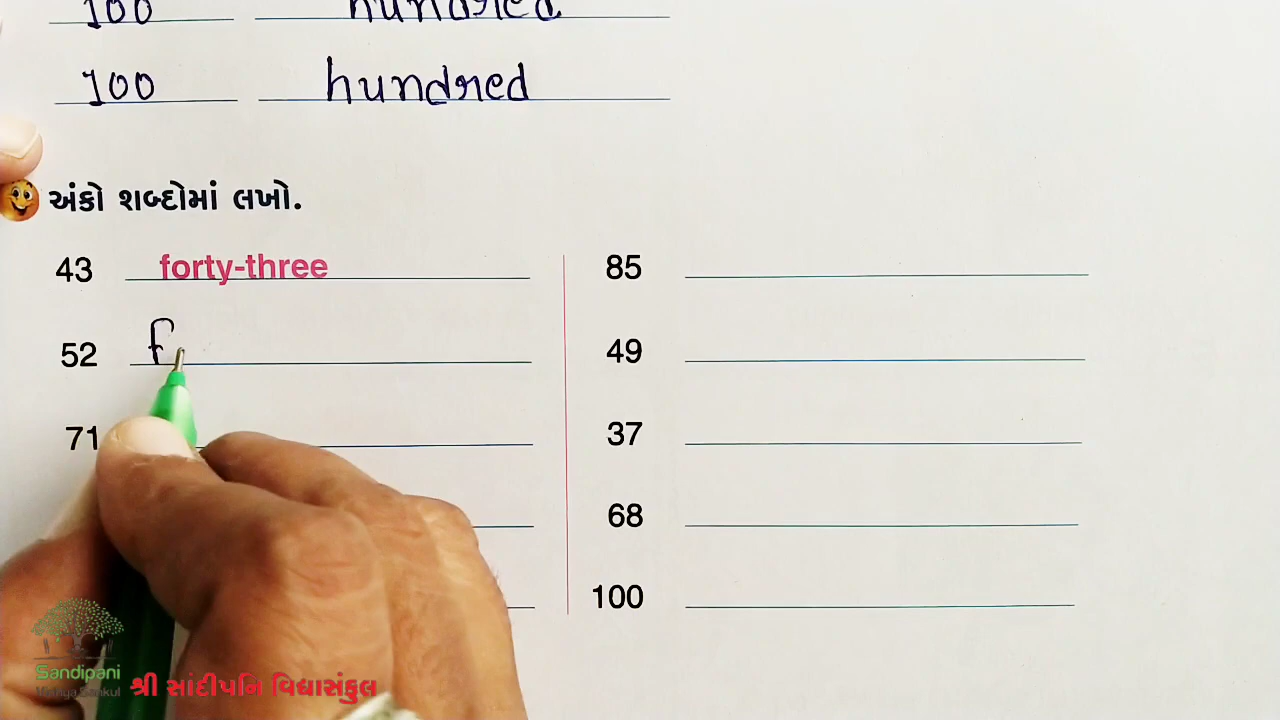 100 hundred
100 hundred
અંકો શબ્દોમાં લખો.
43 forty-three
52 f
71
85
49
37
68
100
Sandipani
શ્રી સાંદીપનિ વિદ્યાસંકુલ